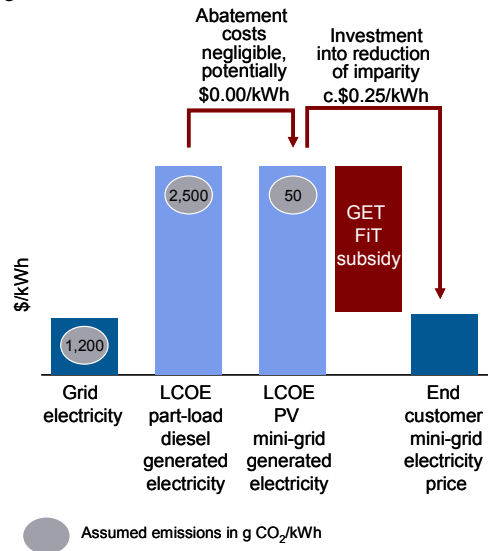 Abatement
costs
negligible,
potentially
$0.00/kWh
Investment
into reduction
of imparity
c.$0.25/kWh
$/kWh
1,200
2,500
50
GET
FiT
subsidy
Grid
electricity
LCOE
part-load
diesel
generated
electricity
LCOE
PV
mini-grid
generated
electricity
End
customer
mini-grid
electricity
price
Assumed emissions in g CO₂/kWh